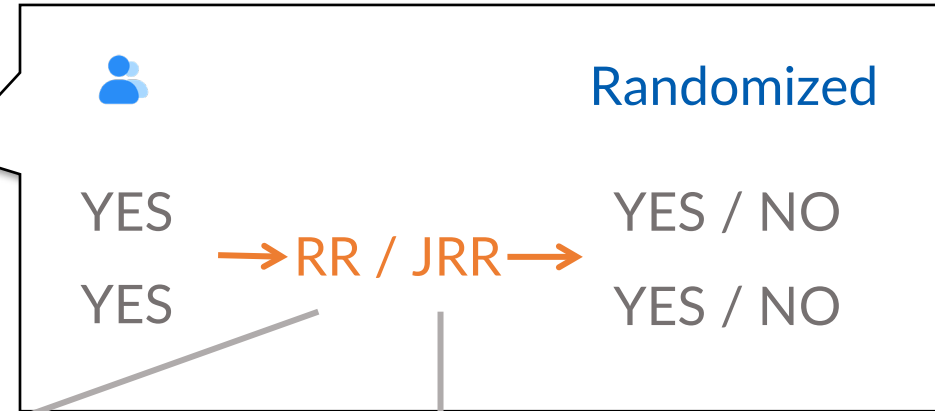 Randomized
YES
YES / NO
RR / JRR
YES
YES / NO